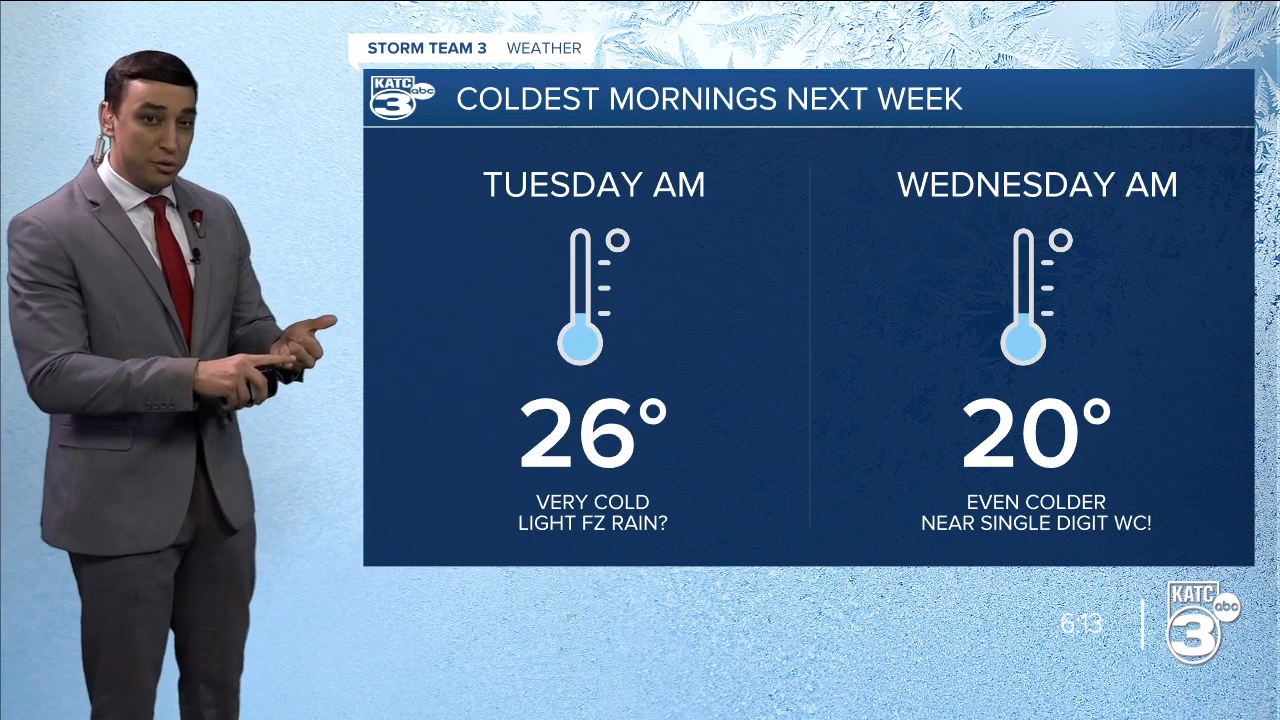 STORM TEAM 3 WEATHER
KATC abc
3
COLDEST MORNINGS NEXT WEEK
TUESDAY AM
WEDNESDAY AM
26°
20°
VERY COLD
LIGHT FZ RAIN?
EVEN COLDER
NEAR SINGLE DIGIT WC!
6:13
KATC
abc
3